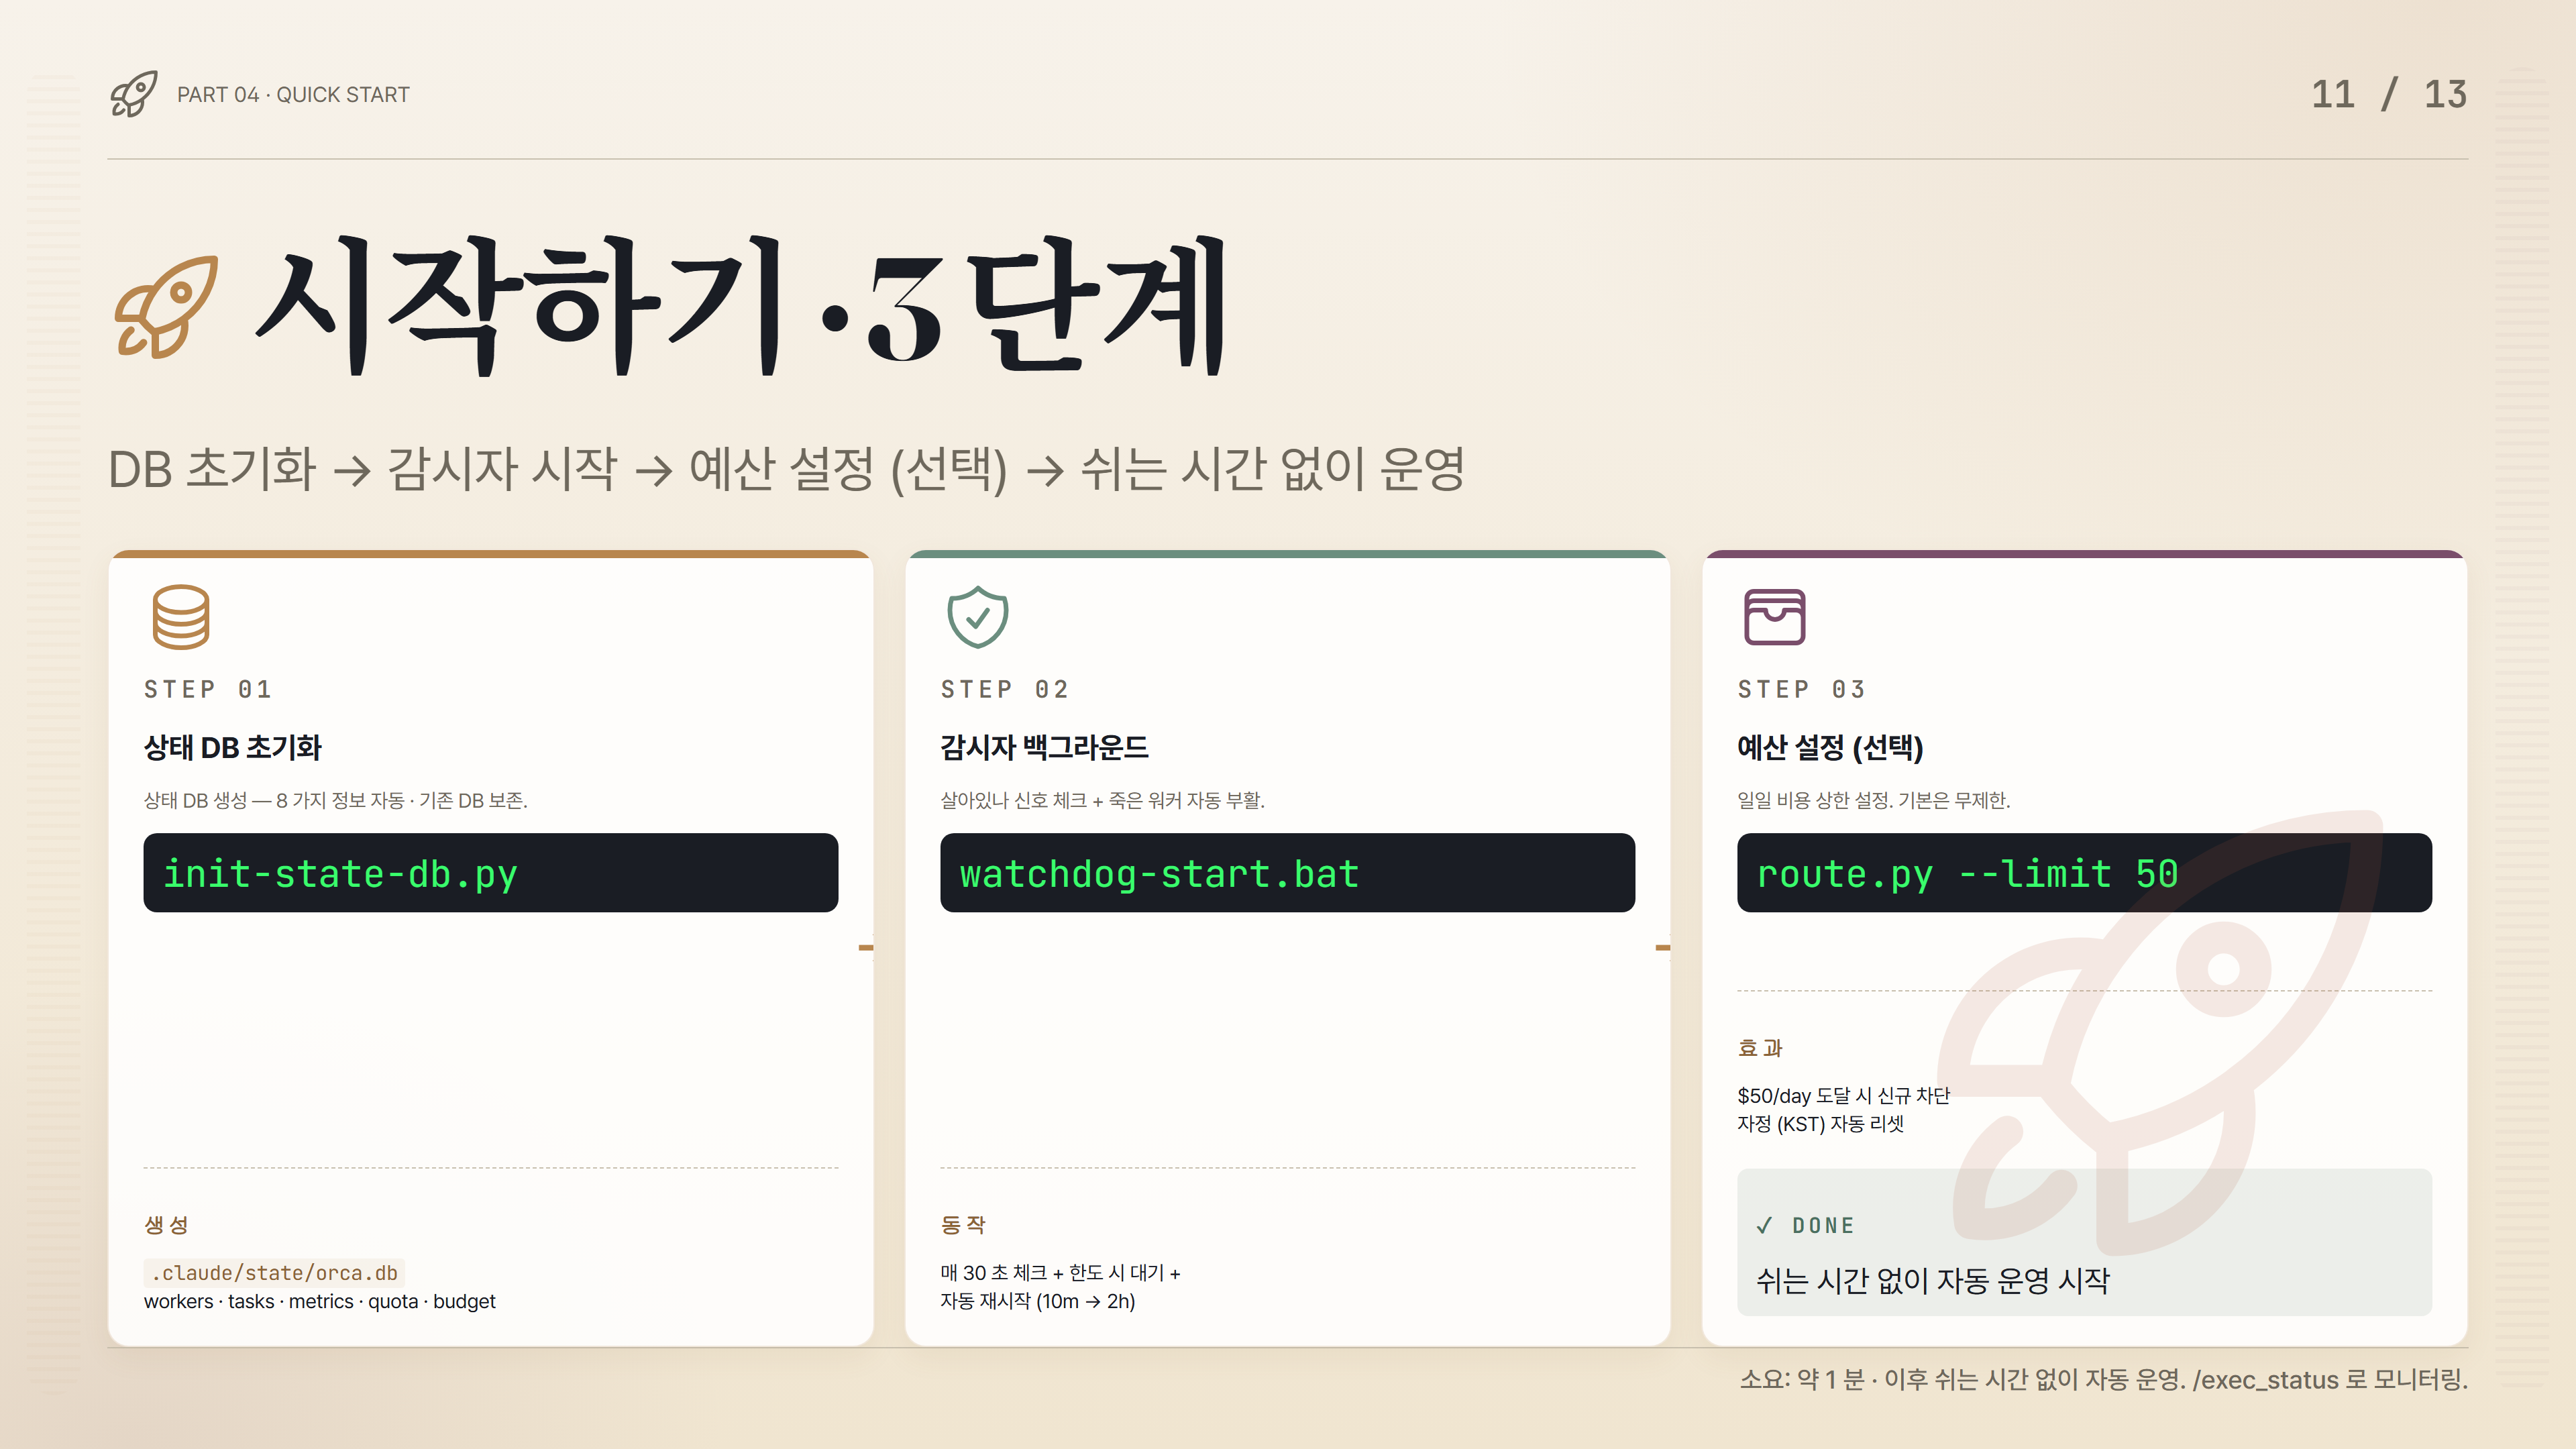 PART 04 · QUICK START
11 / 13
시작하기 · 3단계
DB 초기화 → 감시자 시작 → 예산 설정 (선택) → 쉬는 시간 없이 운영
STEP 01
상태 DB 초기화
상태 DB 생성 — 8 가지 정보 자동 · 기존 DB 보존.
init-state-db.py
생성
.claude/state/orca.db
workers · tasks · metrics · quota · budget
STEP 02
감시자 백그라운드
살아있나 신호 체크 + 죽은 워커 자동 부활.
watchdog-start.bat
동작
매 30 초 체크 + 한도 시 대기 +
자동 재시작 (10m → 2h)
STEP 03
예산 설정 (선택)
일일 비용 상한 설정. 기본은 무제한.
route.py --limit 50
효과
$50/day 도달 시 신규 차단
자정 (KST) 자동 리셋
✓ DONE
쉬는 시간 없이 자동 운영 시작
소요: 약 1 분 · 이후 쉬는 시간 없이 자동 운영. /exec_status 로 모니터링.